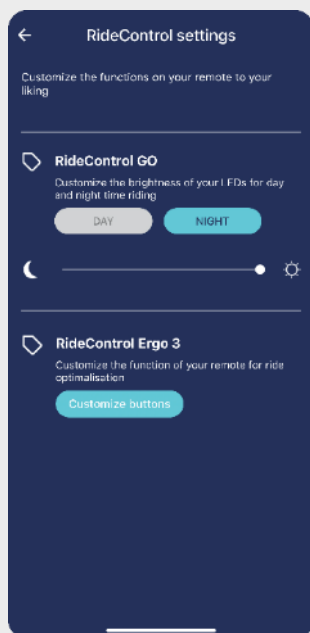 RideControl settings
Customize the functions on your remote to your
liking
RideControl GO
Customize the brightness of your LEDs for day
and night time riding
DAY
NIGHT
RideControl Ergo 3
Customize the function of your remote for ride
optimalisation
Customize buttons